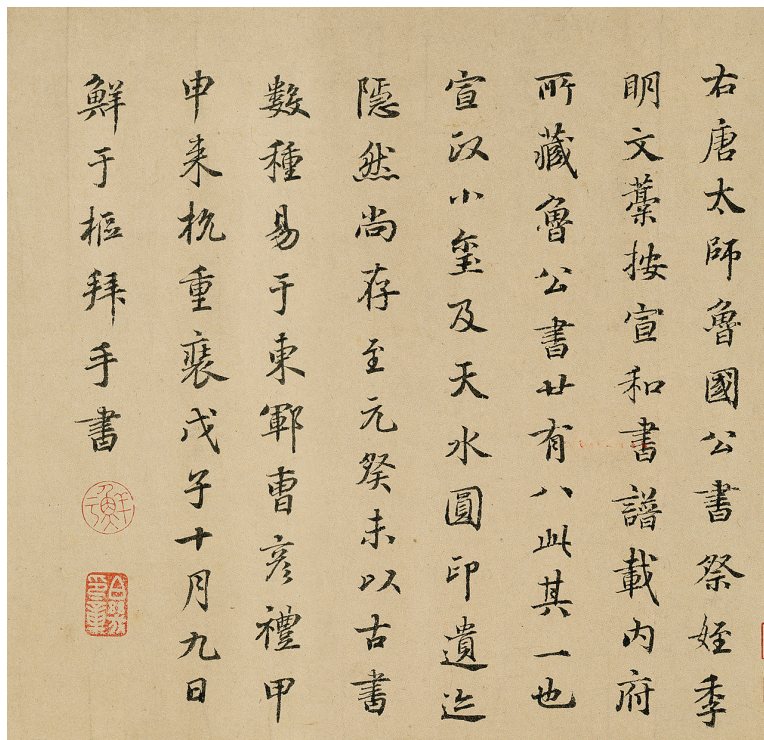 右唐太師魯國公書祭姪季
明文藁按宣和書譜載内府
所藏魯公書廿有八此其一也
宣政小璽及天水圓印遺迹
隱然尚存至元癸未以古書
數種易于東鄆曹彦禮甲
申来杭重裝戊子十月九日
鮮于樞拜手書